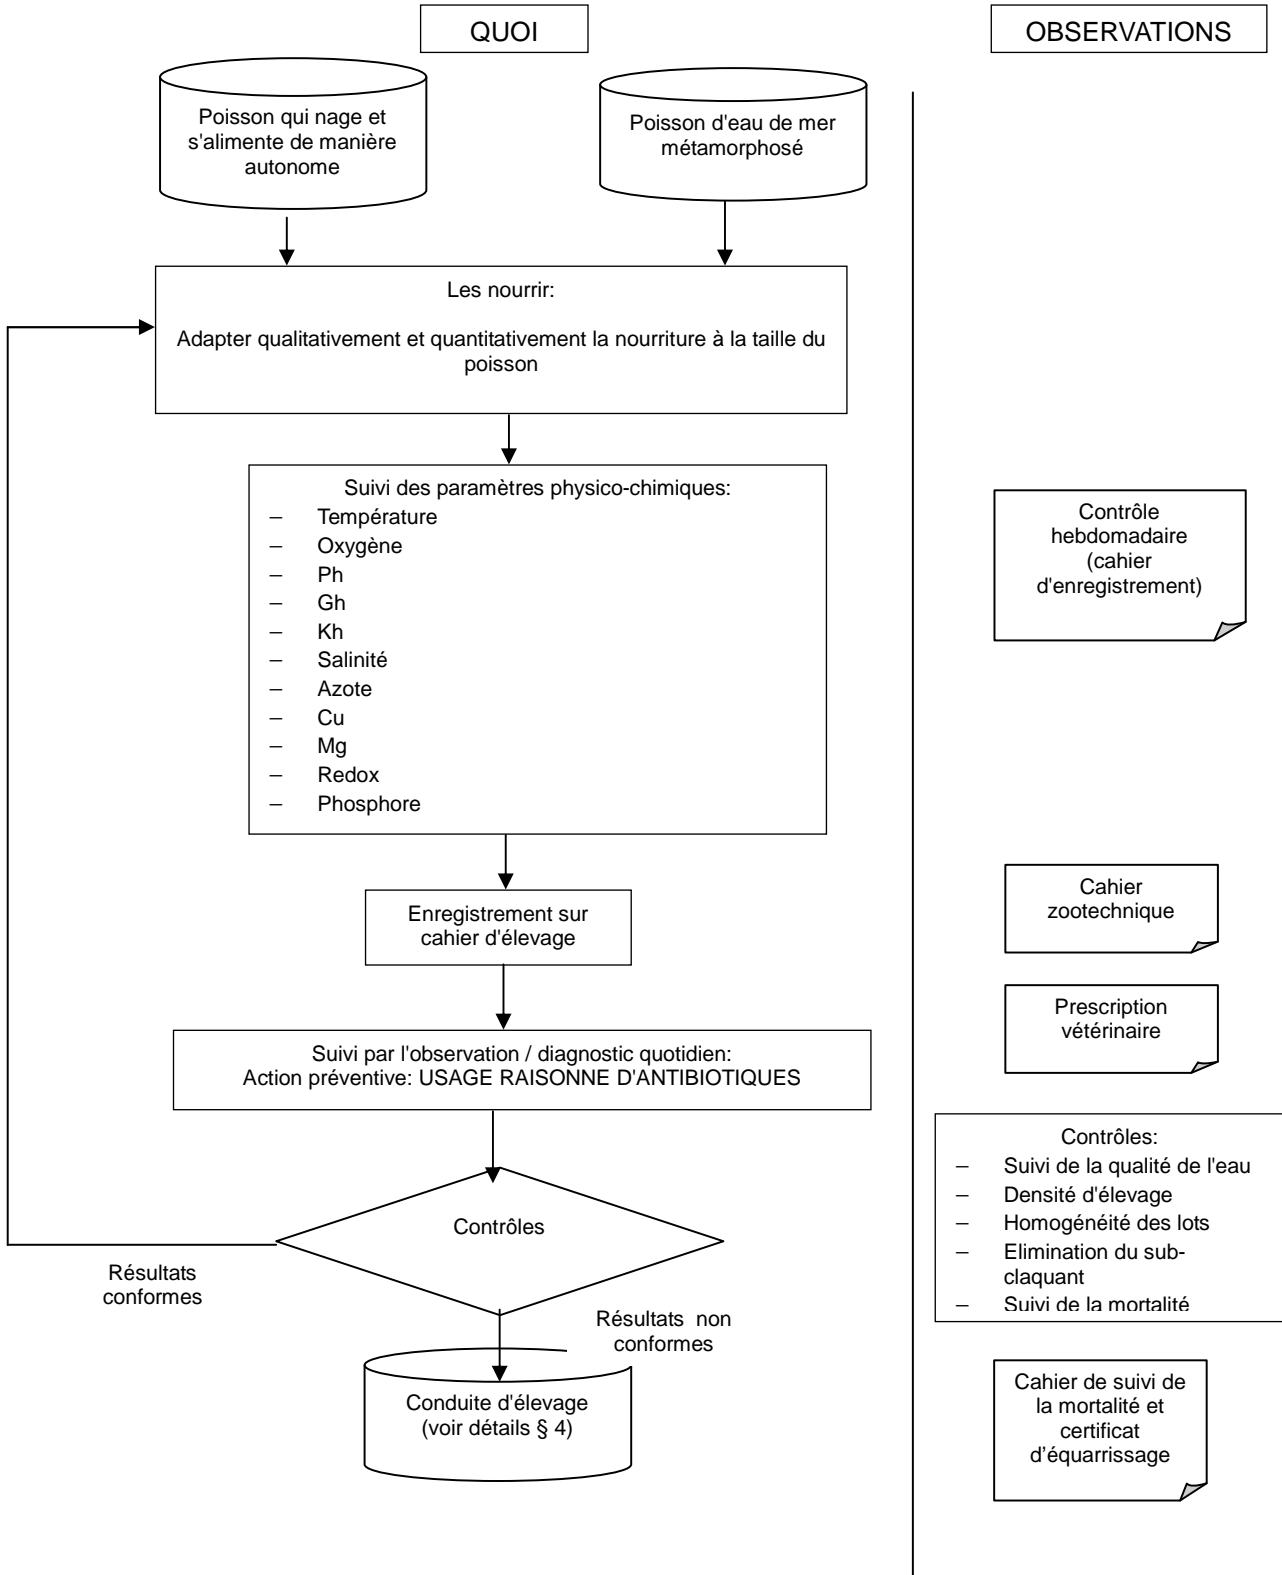 QUOI
OBSERVATIONS
Poisson qui nage et
s'alimente de manière
autonome
Poisson d'eau de mer
métamorphosé
Les nourrir:
Adapter qualitativement et quantitativement la nourriture à la taille du
poisson
Suivi des paramètres physico-chimiques:
– Température
– Oxygène
– Ph
– Gh
– Kh
– Salinité
– Azote
– Cu
– Mg
– Redox
– Phosphore
Contrôle
hebdomadaire
(cahier
d'enregistrement)
Enregistrement sur
cahier d'élevage
Cahier
zootechnique
Prescription
vétérinaire
Suivi par l'observation / diagnostic quotidien:
Action préventive: USAGE RAISONNE D'ANTIBIOTIQUES
Contrôles:
– Suivi de la qualité de l'eau
– Densité d'élevage
– Homogénéité des lots
– Elimination du sub-
claquant
– Suivi de la mortalité
Contrôles
Résultats
conformes
Résultats non
conformes
Conduite d'élevage
(voir détails § 4)
Cahier de suivi de
la mortalité et
certificat
d’équarrissage